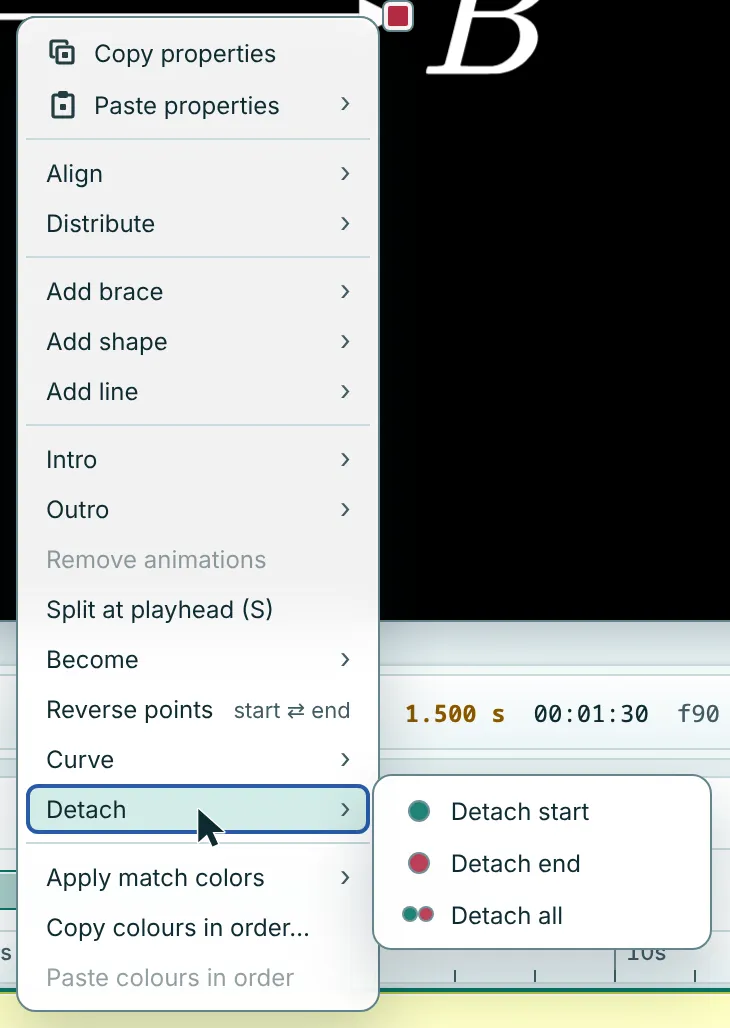 B
Copy properties
Paste properties
Align
Distribute
Add brace
Add shape
Add line
Intro
Outro
Remove animations
Split at playhead (S)
Become
Reverse points start ⇄ end
1.500 s 00:01:30 f90
Curve
Detach
Detach start
Detach end
Detach all
Apply match colors
Copy colours in order...
Paste colours in order
s
10s